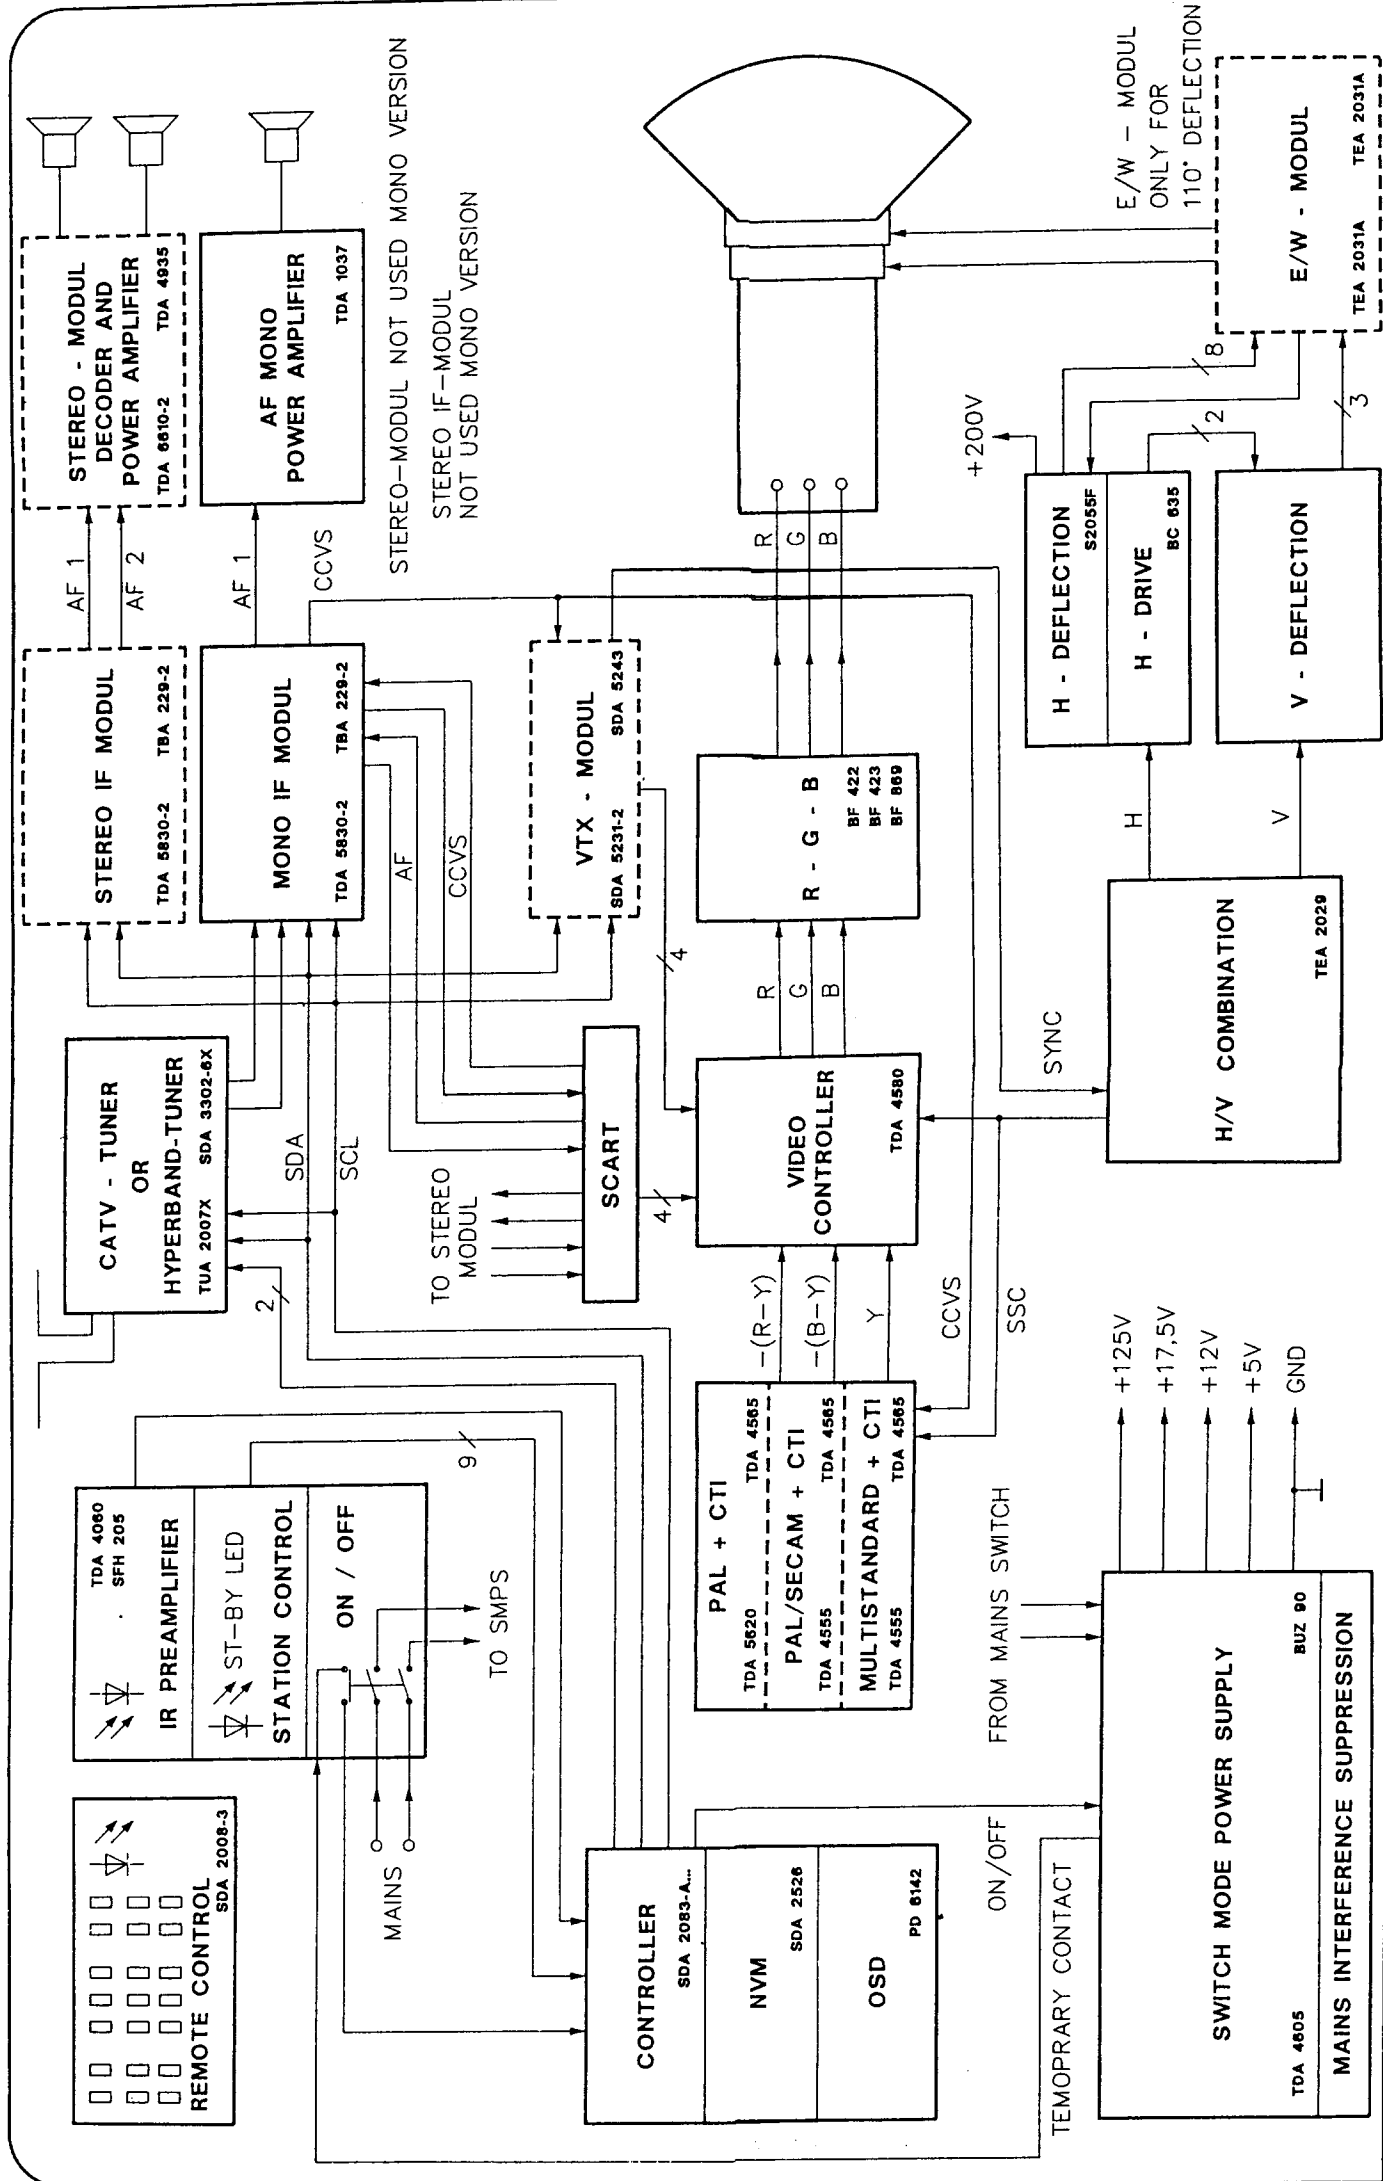 REMOTE CONTROL
SDA 2008-3
TDA 4060
SFH 205
IR PREAMPLIFIER
ST-BY LED
STATION CONTROL
ON / OFF
MAINS
TO SMPS
9
2
CATV - TUNER
OR
HYPERBAND-TUNER
TUA 2007X SDA 3302-6X
SDA
SCL
STEREO IF MODUL
TDA 5830-2 TBA 229-2
MONO IF MODUL
TDA 5830-2 TBA 229-2
AF 1
AF 2
AF 1
CCVS
STEREO - MODUL
DECODER AND
POWER AMPLIFIER
TDA 6610-2 TDA 4935
AF MONO
POWER AMPLIFIER
TDA 1037
STEREO-MODUL NOT USED MONO VERSION
STEREO IF-MODUL
NOT USED MONO VERSION
AF
CCVS
TO STEREO
MODUL
SCART
4
VTX - MODUL
SDA 5231-2 SDA 5243
4
CONTROLLER
SDA 2083-A...
NVM
SDA 2526
OSD
PD 6142
PAL + CTI
TDA 5620 TDA 4565
PAL/SECAM + CTI
TDA 4555 TDA 4565
MULTISTANDARD + CTI
TDA 4555 TDA 4565
-(R-Y)
-(B-Y)
Y
VIDEO
CONTROLLER
TDA 4580
R
G
B
R - G - B
BF 422
BF 423
BF 869
R
G
B
CCVS
SSC
SYNC
ON/OFF
FROM MAINS SWITCH
TEMOPRARY CONTACT
SWITCH MODE POWER SUPPLY
TDA 4605 BUZ 90
MAINS INTERFERENCE SUPPRESSION
+125V
+17,5V
+12V
+5V
GND
H/V COMBINATION
TEA 2029
H
V
H - DEFLECTION
S2055F
H - DRIVE
BC 635
V - DEFLECTION
+200V
8
2
3
E/W - MODUL
ONLY FOR
110° DEFLECTION
E/W - MODUL
TEA 2031A TEA 2031A